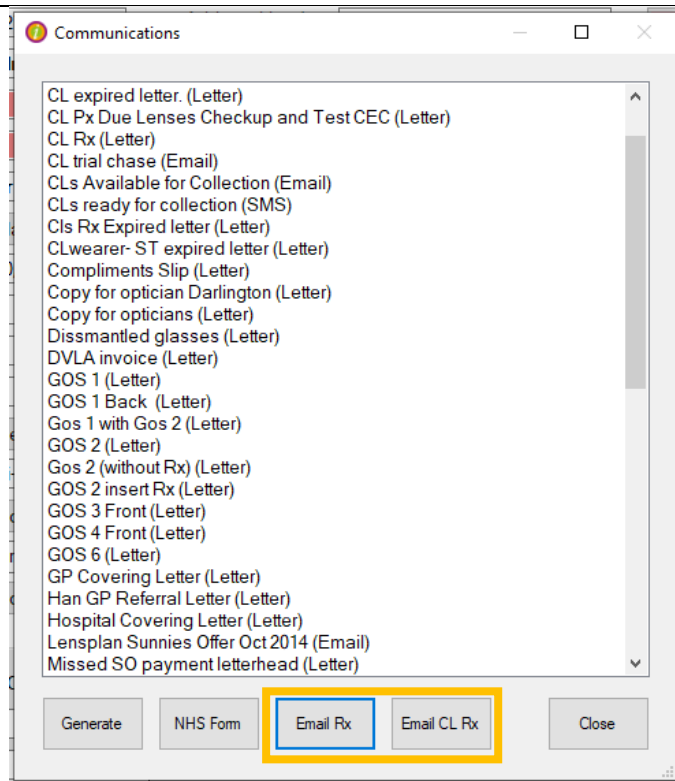 Communications
CL expired letter. (Letter)
CL Px Due Lenses Checkup and Test CEC (Letter)
CL Rx (Letter)
CL trial chase (Email)
CLs Available for Collection (Email)
CLs ready for collection (SMS)
Cls Rx Expired letter (Letter)
CLwearer- ST expired letter (Letter)
Compliments Slip (Letter)
Copy for optician Darlington (Letter)
Copy for opticians (Letter)
Dissmantled glasses (Letter)
DVLA invoice (Letter)
GOS 1 (Letter)
GOS 1 Back  (Letter)
Gos 1 with Gos 2 (Letter)
GOS 2 (Letter)
Gos 2 (without Rx) (Letter)
GOS 2 insert Rx (Letter)
GOS 3 Front (Letter)
GOS 4 Front (Letter)
GOS 6 (Letter)
GP Covering Letter (Letter)
Han GP Referral Letter (Letter)
Hospital Covering Letter (Letter)
Lensplan Sunnies Offer Oct 2014 (Email)
Missed SO payment letterhead (Letter)
Generate NHS Form Email Rx Email CL Rx Close